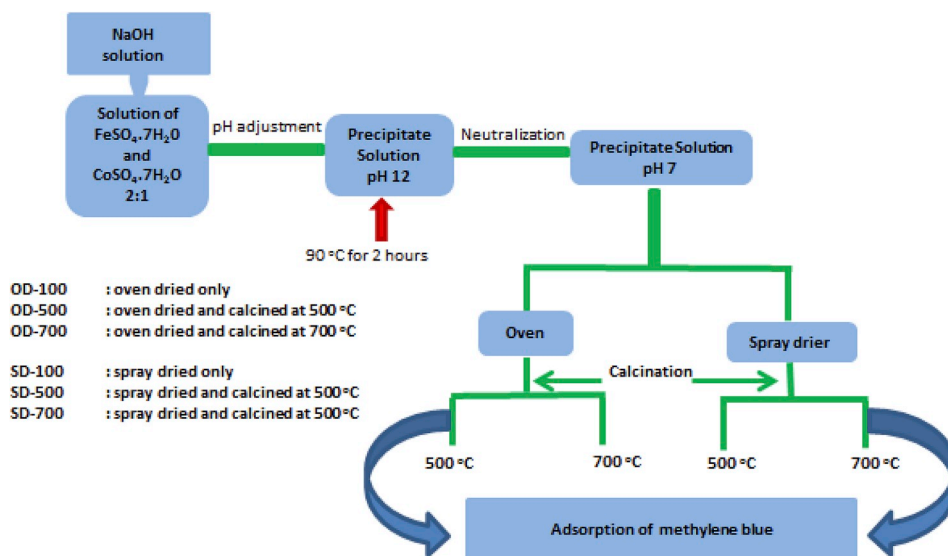 NaOH
solution
Solution of
FeSO₄.7H₂O
and
CoSO₄.7H₂O
2:1
pH adjustment
Precipitate
Solution
pH 12
Neutralization
Precipitate Solution
pH 7
90 °C for 2 hours
OD-100 : oven dried only
OD-500 : oven dried and calcined at 500 °C
OD-700 : oven dried and calcined at 700 °C
SD-100 : spray dried only
SD-500 : spray dried and calcined at 500°C
SD-700 : spray dried and calcined at 500°C
Oven
Spray drier
Calcination
500 °C
700 °C
500 °C
700 °C
Adsorption of methylene blue